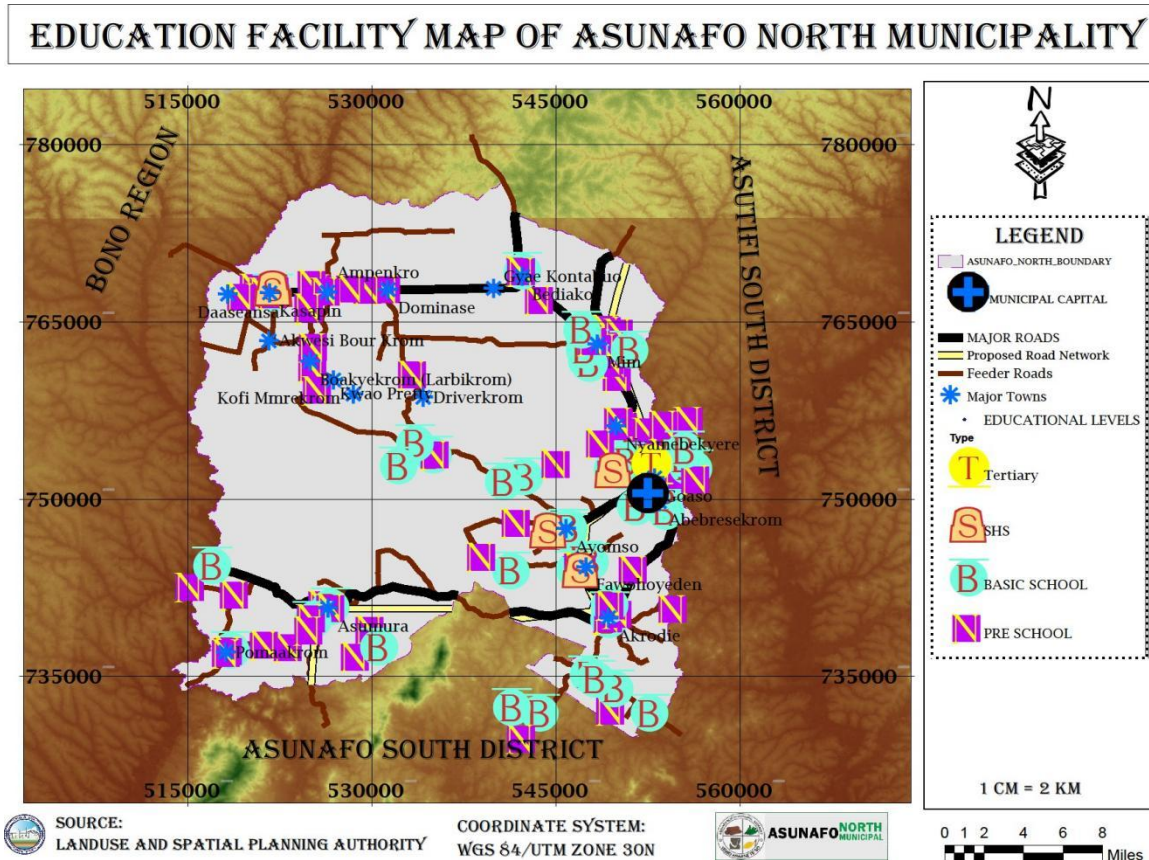 EDUCATION FACILITY MAP OF ASUNAFO NORTH MUNICIPALITY
515000 530000 545000 560000
780000 780000
BONO REGION
ASUTIFI SOUTH DISTRICT
Ampenkro
Gyae Kontabuo
Bediako
Daaseansa
Kasapin
Dominase
765000 765000
Akwesi Bour Krom
Mim
Boakyekrom (Larbikrom)
Kofi Mmrekrom
Kwao Pretty
Driverkrom
Nyamebekyere
750000 750000
Goaso
Abebresekrom
Ayomso
Fawohoyeden
Asumura
Akrodie
Pomaakrom
735000 735000
ASUNAFO SOUTH DISTRICT
515000 530000 545000 560000
N
LEGEND
ASUNAFO_NORTH_BOUNDARY
MUNICIPAL CAPITAL
MAJOR ROADS
Proposed Road Network
Feeder Roads
Major Towns
EDUCATIONAL LEVELS
Type
T Tertiary
S SHS
B BASIC SCHOOL
N PRE SCHOOL
1 CM = 2 KM
SOURCE:
LANDUSE AND SPATIAL PLANNING AUTHORITY
COORDINATE SYSTEM:
WGS 84/UTM ZONE 30N
ASUNAFO NORTH
MUNICIPAL
0 1 2 4 6 8
Miles